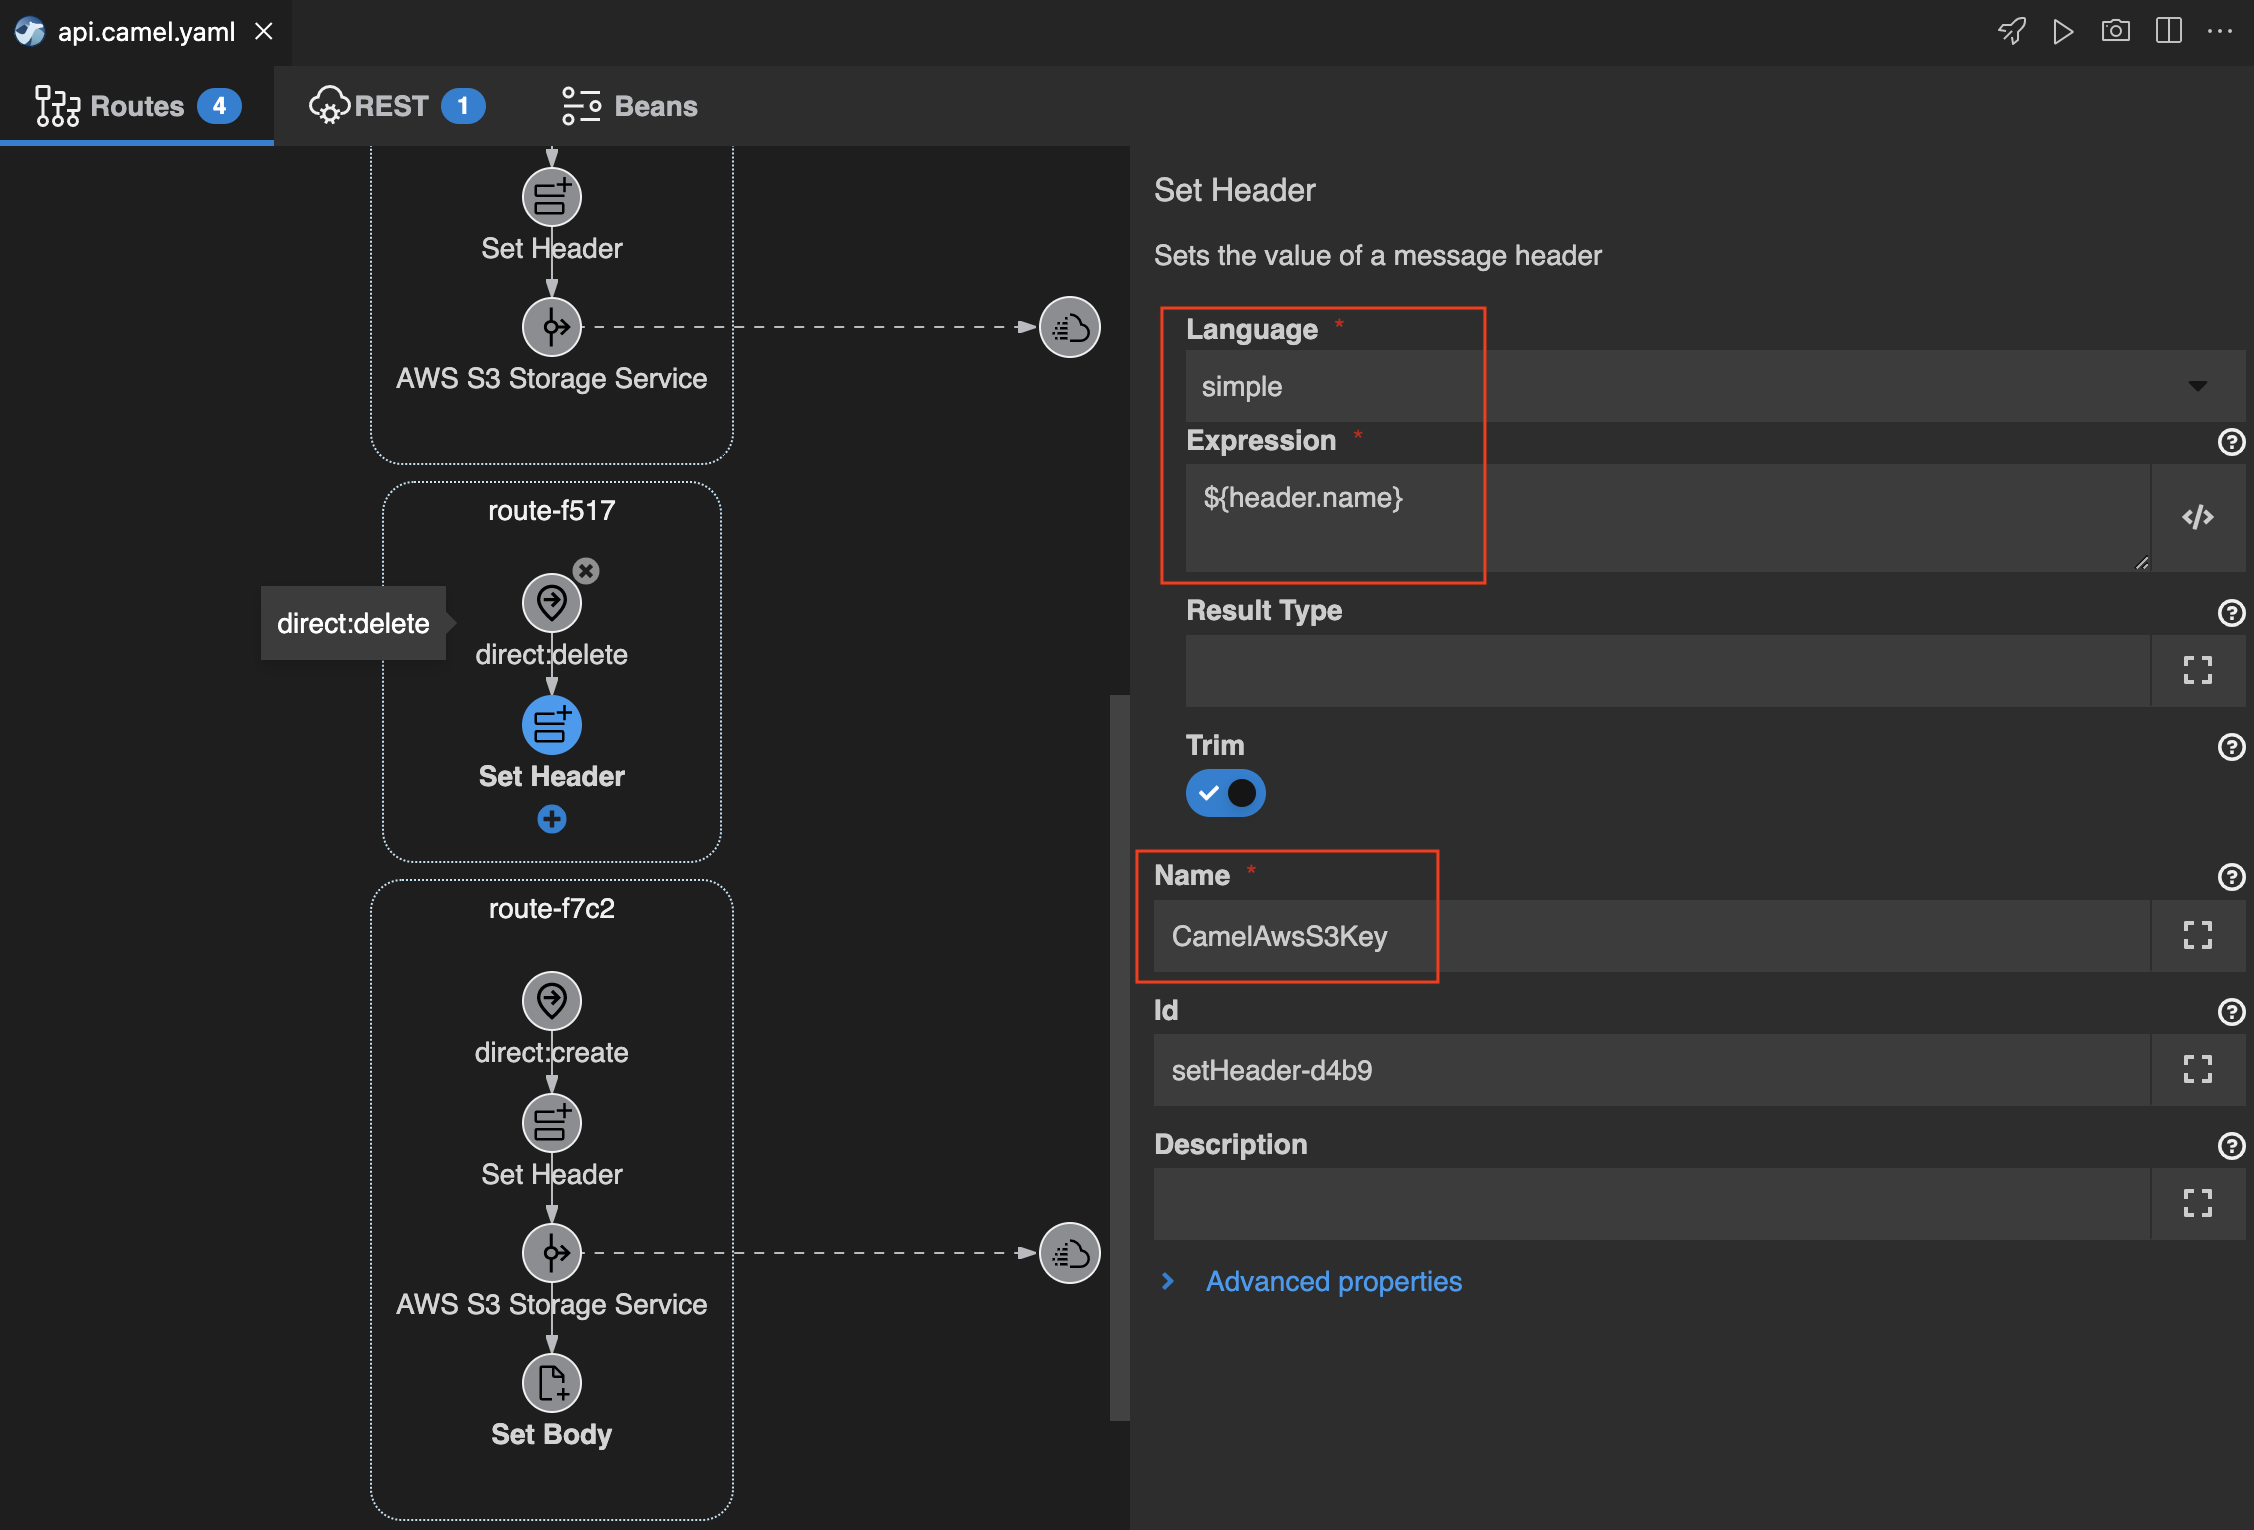 api.camel.yaml
Routes 4
REST 1
Beans
Set Header
AWS S3 Storage Service
route-f517
direct:delete
direct:delete
Set Header
route-f7c2
direct:create
Set Header
AWS S3 Storage Service
Set Body
Set Header
Sets the value of a message header
Language *
simple
Expression *
${header.name}
Result Type
Trim
Name *
CamelAwsS3Key
Id
setHeader-d4b9
Description
Advanced properties